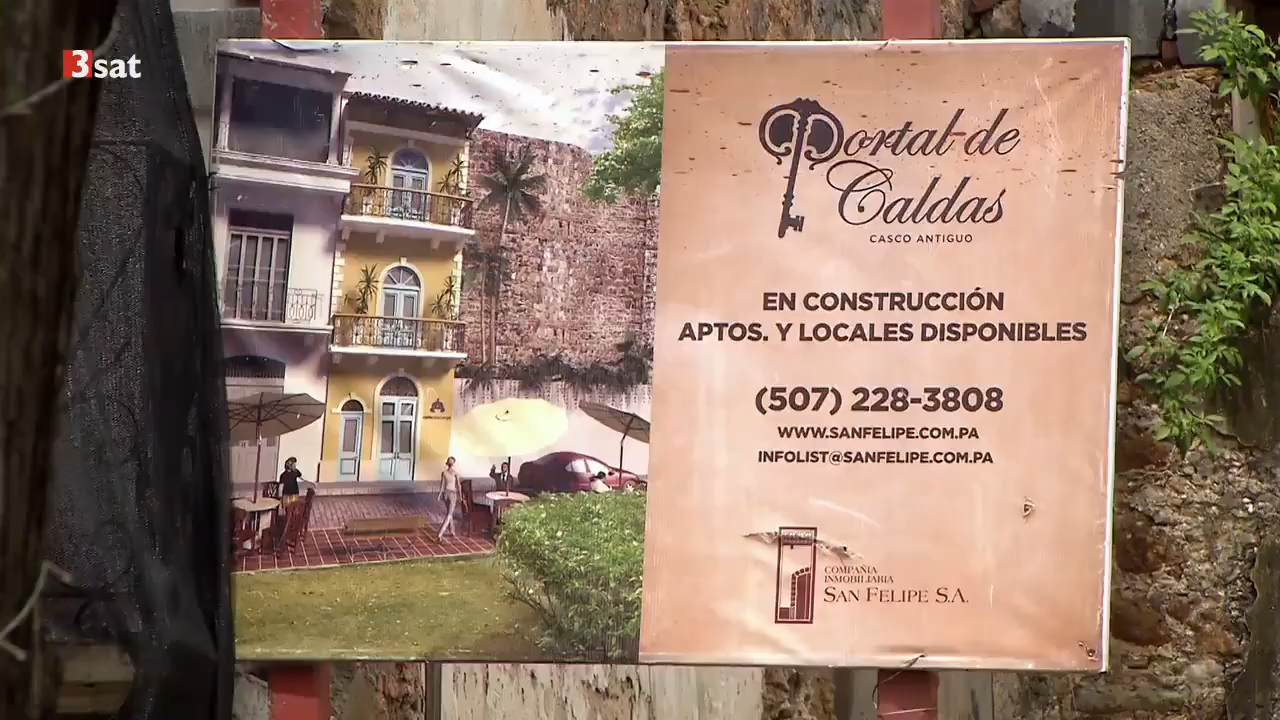 3sat
Portal de
Caldas
CASCO ANTIGUO
EN CONSTRUCCIÓN
APTOS. Y LOCALES DISPONIBLES
(507) 228-3808
WWW.SANFELIPE.COM.PA
INFOLIST@SANFELIPE.COM.PA
COMPAÑIA
INMOBILIARIA
SAN FELIPE S.A.